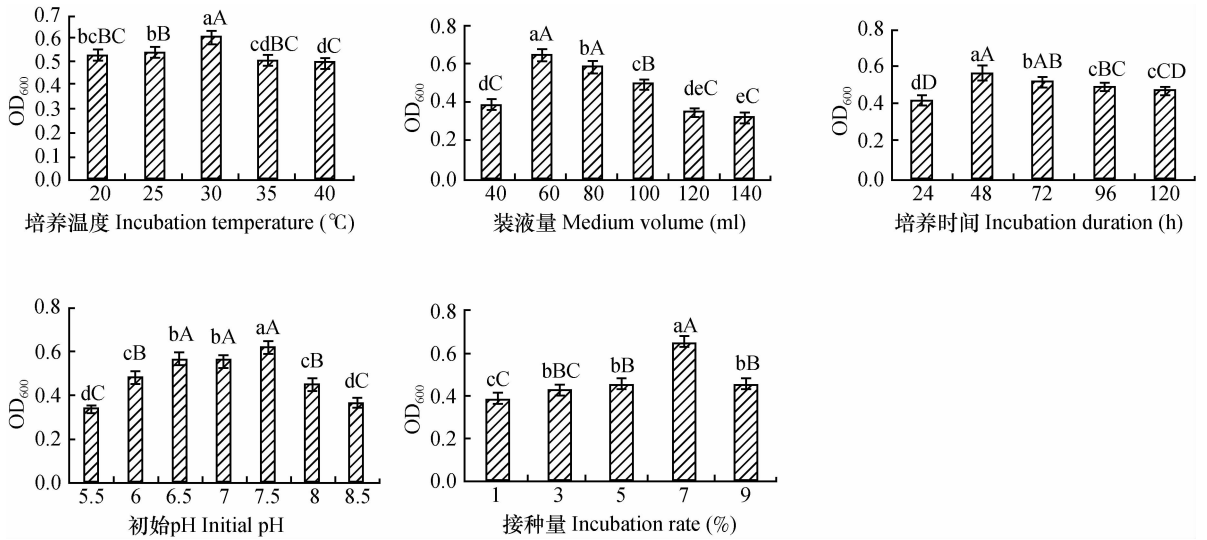 OD600
0.7
0.6
0.5
0.4
0.3
0.2
0.1
0.0
bcBC bB aA cdBC dC
20 25 30 35 40
培养温度 Incubation temperature (℃)
OD600
0.8
0.6
0.4
0.2
0.0
dC aA bA cB deC eC
40 60 80 100 120 140
装液量 Medium volume (ml)
OD600
0.8
0.6
0.4
0.2
0.0
dD aA bAB cBC cCD
24 48 72 96 120
培养时间 Incubation duration (h)
OD600
0.8
0.6
0.4
0.2
0.0
dC cB bA bA aA cB dC
5.5 6 6.5 7 7.5 8 8.5
初始pH Initial pH
OD600
0.8
0.6
0.4
0.2
0.0
cC bBC bB aA bB
1 3 5 7 9
接种量 Incubation rate (%)